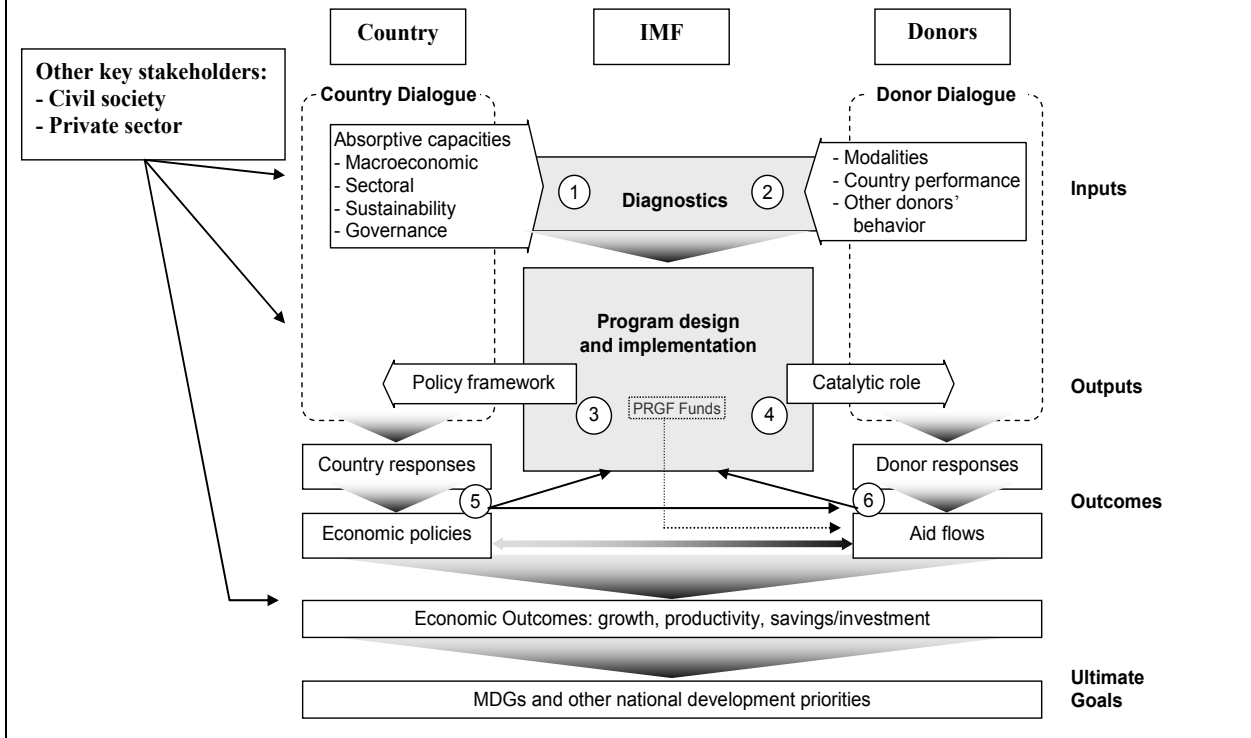 Country
IMF
Donors
Other key stakeholders:
- Civil society
- Private sector
Country Dialogue
Donor Dialogue
Absorptive capacities
- Macroeconomic
- Sectoral
- Sustainability
- Governance
1
Diagnostics
2
- Modalities
- Country performance
- Other donors’
behavior
Inputs
Program design
and implementation
Policy framework
Catalytic role
Outputs
3
PRGF Funds
4
Country responses
Donor responses
5
6
Outcomes
Economic policies
Aid flows
Economic Outcomes: growth, productivity, savings/investment
Ultimate
Goals
MDGs and other national development priorities